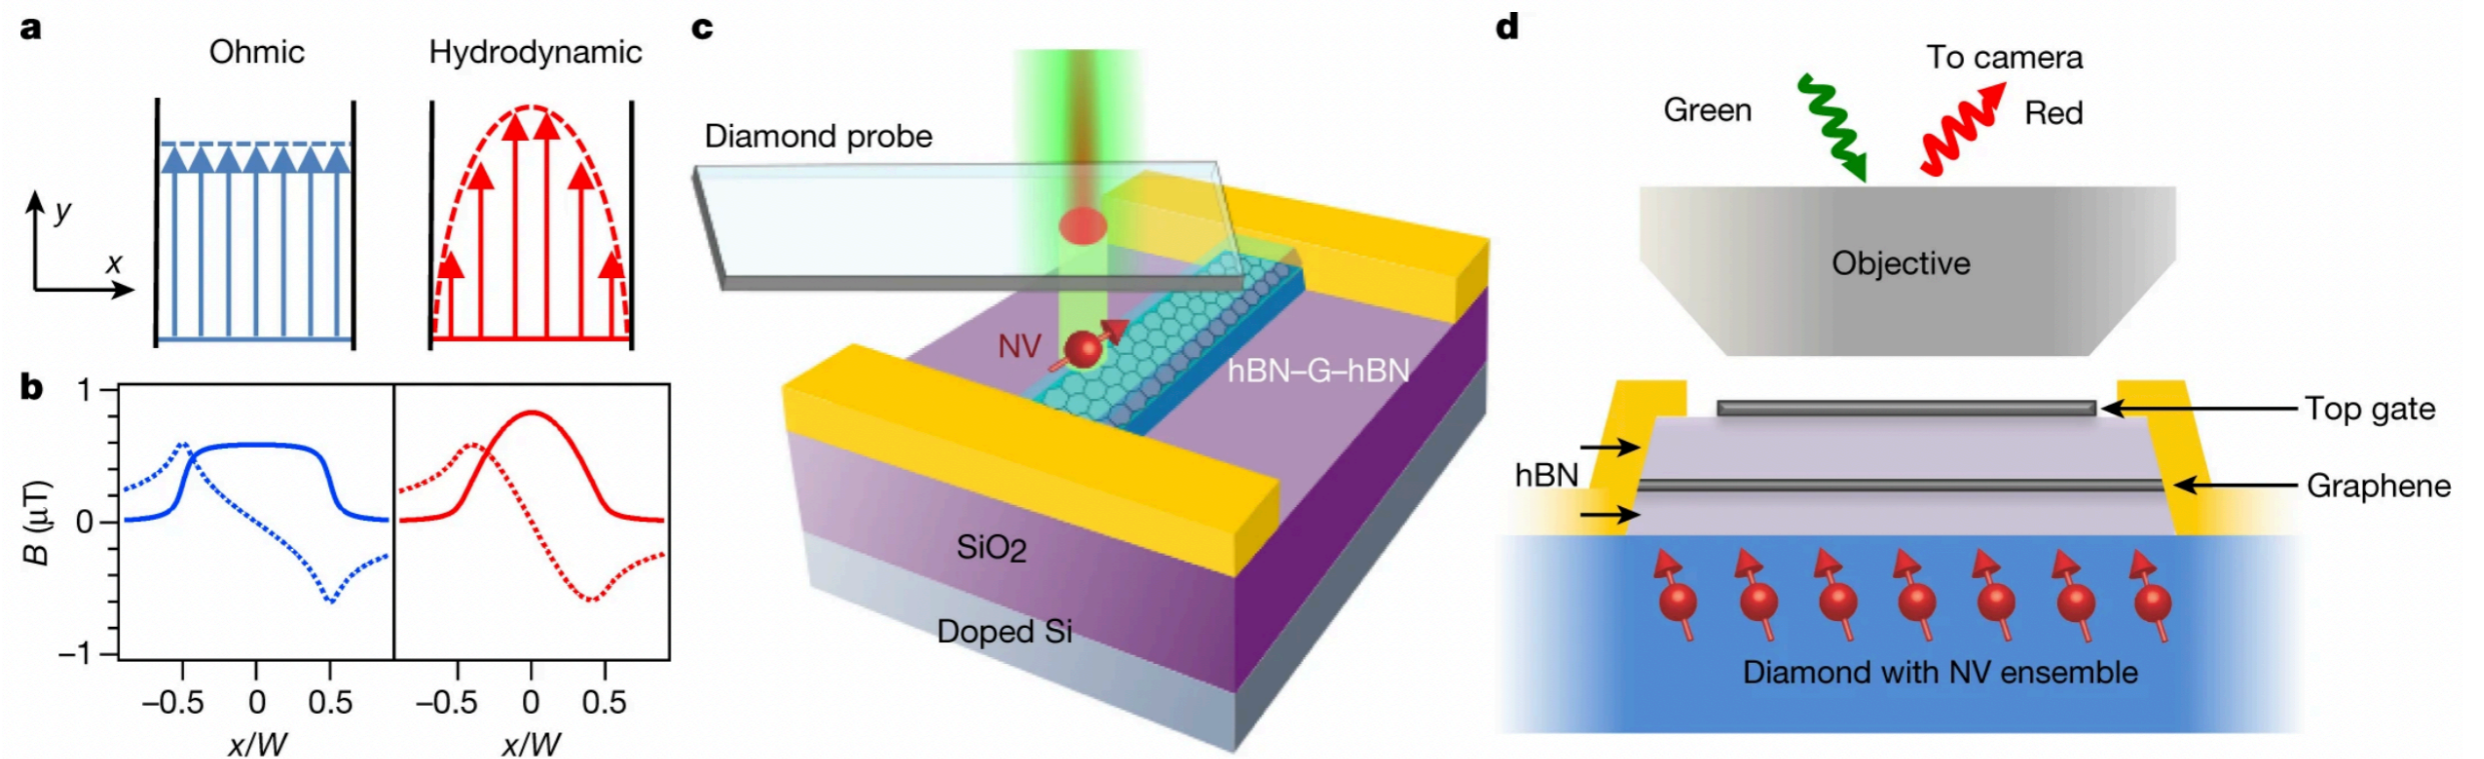 a
Ohmic
Hydrodynamic
y
x
b
1
0
−1
B (μT)
−0.5
0
0.5
x/W
−0.5
0
0.5
x/W
c
Diamond probe
NV
hBN–G–hBN
SiO2
Doped Si
d
To camera
Green
Red
Objective
Top gate
hBN
Graphene
Diamond with NV ensemble